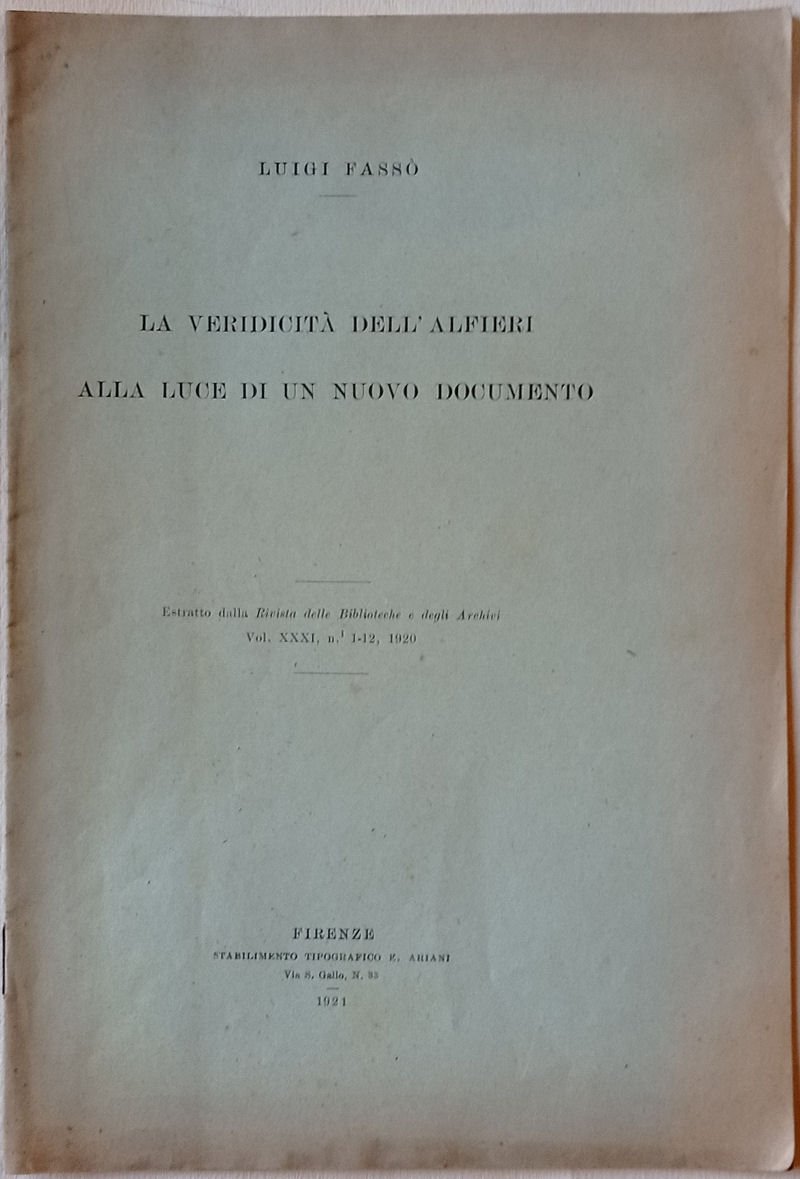 LUIGI FASSÒ
LA VERIDICITÀ DELL'ALFIERI
ALLA LUCE DI UN NUOVO DOCUMENTO
Estratto dalla Rivista delle Biblioteche e degli Archivi
Vol. XXXI, n.i 1-12, 1920
FIRENZE
STABILIMENTO TIPOGRAFICO E. ARIANI
Via S. Gallo, N. 33
1921